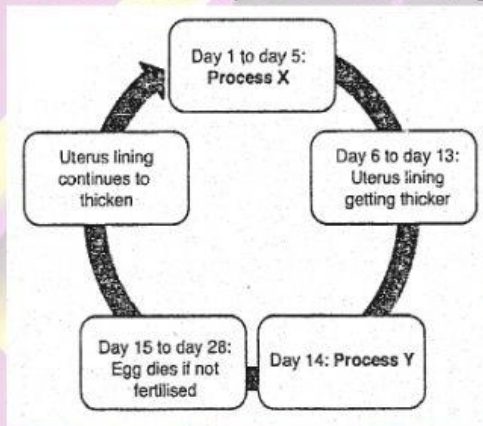 Day 1 to day 5:
Process X
Day 6 to day 13:
Uterus lining
getting thicker
Day 14: Process Y
Day 15 to day 28:
Egg dies if not
fertilised
Uterus lining
continues to
thicken